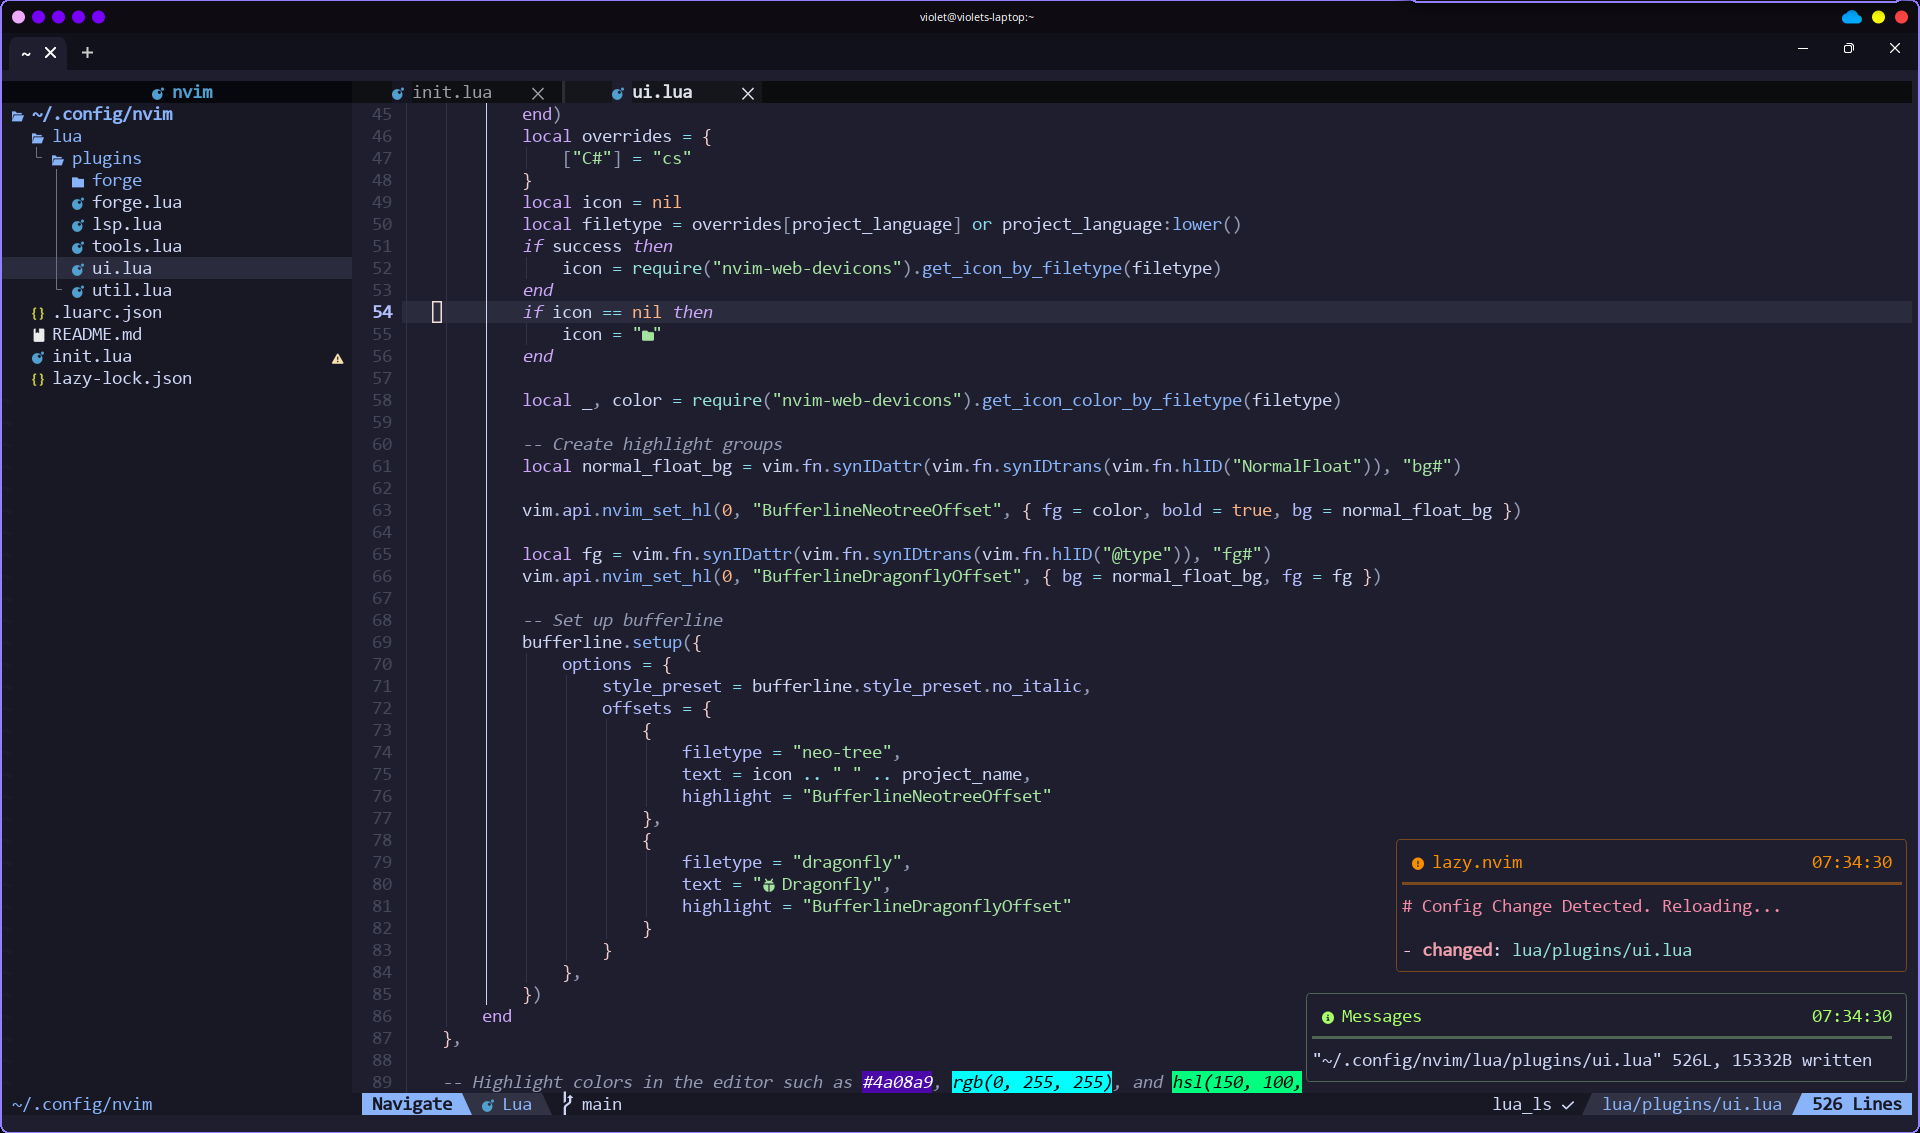 violet@violets-laptop:~
~
nvim
init.lua
ui.lua
~/.config/nvim
lua
plugins
forge
forge.lua
lsp.lua
tools.lua
ui.lua
util.lua
{} .luarc.json
README.md
init.lua
{} lazy-lock.json
45 end)
46 local overrides = {
47 ["C#"] = "cs"
48 }
49 local icon = nil
50 local filetype = overrides[project_language] or project_language:lower()
51 if success then
52 icon = require("nvim-web-devicons").get_icon_by_filetype(filetype)
53 end
54 if icon == nil then
55 icon = ""
56 end
57
58 local _, color = require("nvim-web-devicons").get_icon_color_by_filetype(filetype)
59
60 -- Create highlight groups
61 local normal_float_bg = vim.fn.synIDattr(vim.fn.synIDtrans(vim.fn.hlID("NormalFloat")), "bg#")
62
63 vim.api.nvim_set_hl(0, "BufferlineNeotreeOffset", { fg = color, bold = true, bg = normal_float_bg })
64
65 local fg = vim.fn.synIDattr(vim.fn.synIDtrans(vim.fn.hlID("@type")), "fg#")
66 vim.api.nvim_set_hl(0, "BufferlineDragonflyOffset", { bg = normal_float_bg, fg = fg })
67
68 -- Set up bufferline
69 bufferline.setup({
70 options = {
71 style_preset = bufferline.style_preset.no_italic,
72 offsets = {
73 {
74 filetype = "neo-tree",
75 text = icon .. " " .. project_name,
76 highlight = "BufferlineNeotreeOffset"
77 },
78 {
79 filetype = "dragonfly",
80 text = " Dragonfly",
81 highlight = "BufferlineDragonflyOffset"
82 }
83 }
84 },
85 })
86 end
87 },
88
89 -- Highlight colors in the editor such as #4a08a9, rgb(0, 255, 255), and hsl(150, 100,
lazy.nvim 07:34:30
# Config Change Detected. Reloading...
- changed: lua/plugins/ui.lua
Messages 07:34:30
"~/.config/nvim/lua/plugins/ui.lua" 526L, 15332B written
~/.config/nvim
Navigate Lua main
lua_ls ✓ lua/plugins/ui.lua 526 Lines